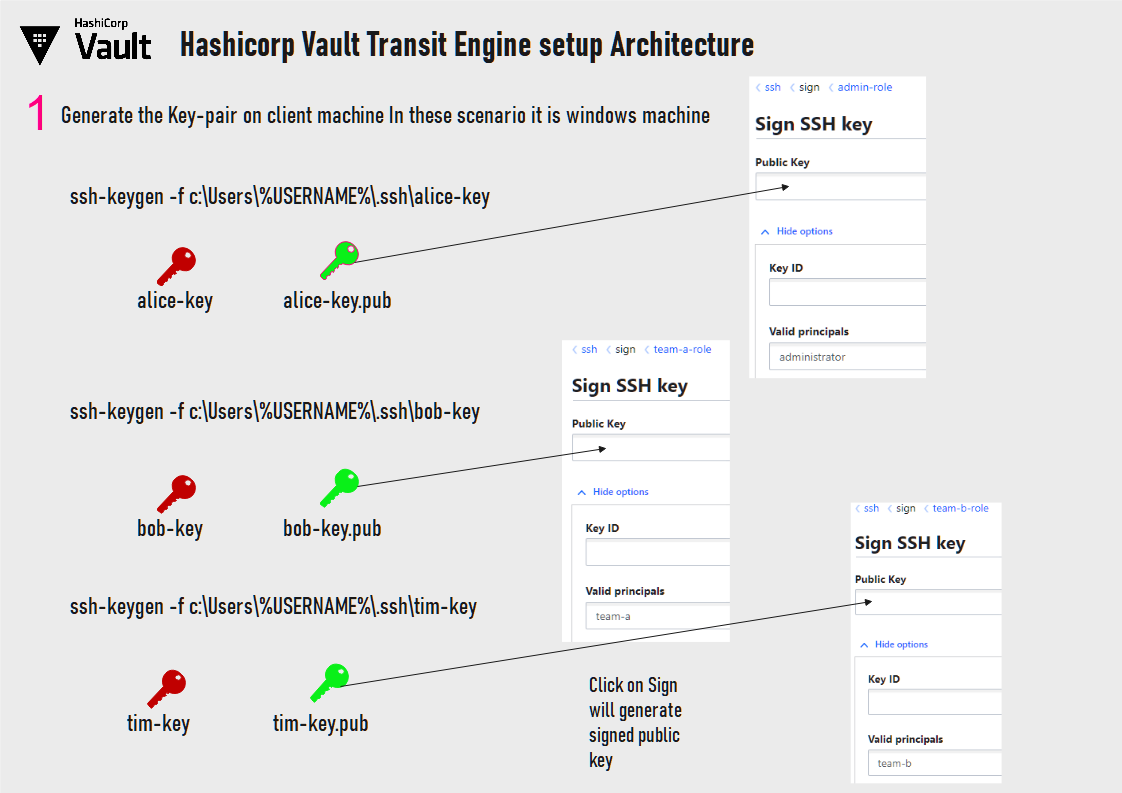 HashiCorp
Vault
Hashicorp Vault Transit Engine setup Architecture
1
Generate the Key-pair on client machine In these scenario it is windows machine
ssh-keygen -f c:\Users\%USERNAME%\.ssh\alice-key
alice-key
alice-key.pub
ssh sign admin-role
Sign SSH key
Public Key
Hide options
Key ID
Valid principals
administrator
ssh-keygen -f c:\Users\%USERNAME%\.ssh\bob-key
bob-key
bob-key.pub
ssh sign team-a-role
Sign SSH key
Public Key
Hide options
Key ID
Valid principals
team-a
ssh-keygen -f c:\Users\%USERNAME%\.ssh\tim-key
tim-key
tim-key.pub
ssh sign team-b-role
Sign SSH key
Public Key
Hide options
Key ID
Valid principals
team-b
Click on Sign
will generate
signed public
key